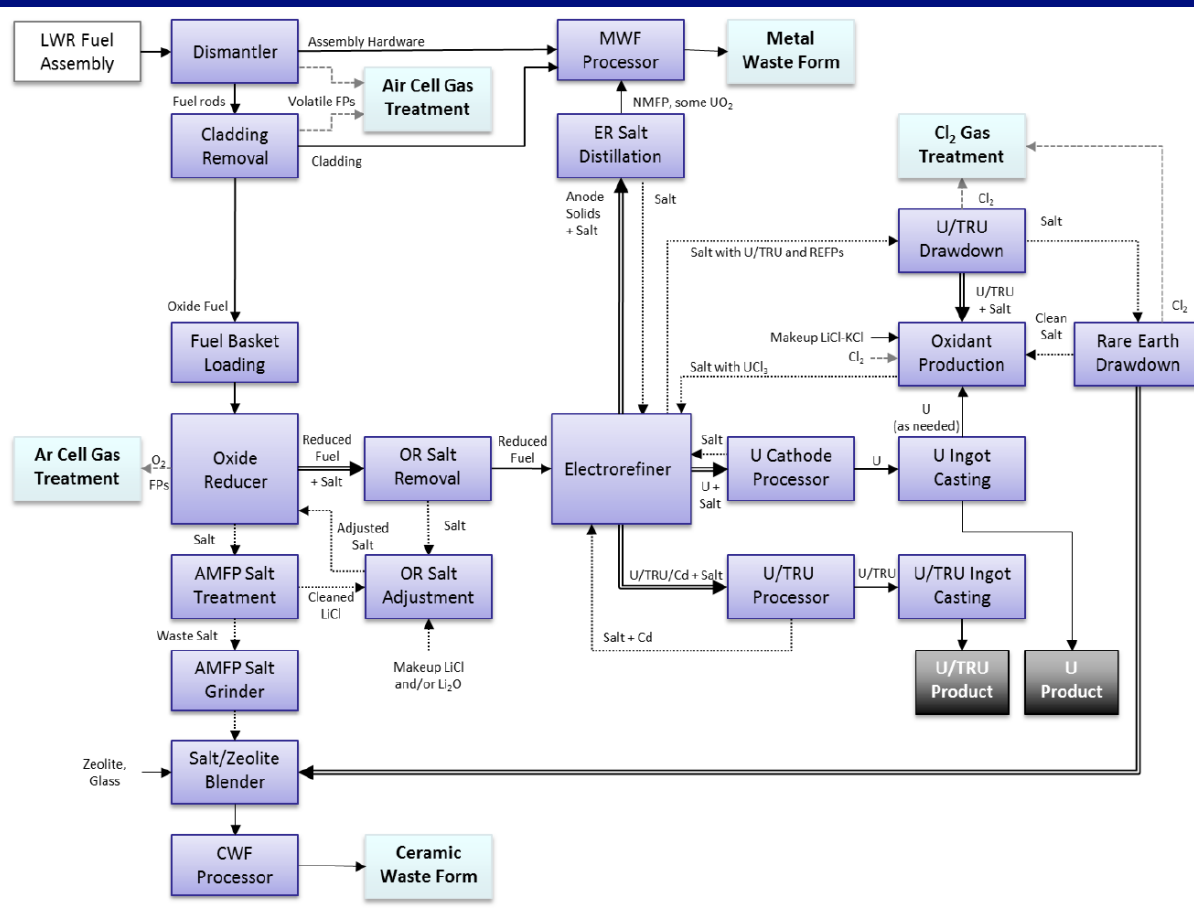 LWR Fuel
Assembly
Dismantler
Assembly Hardware
MWF
Processor
Metal
Waste Form
Air Cell Gas
Treatment
Fuel rods
Volatile FPs
NMFP, some UO₂
Cladding
Removal
Cladding
ER Salt
Distillation
Cl₂ Gas
Treatment
Anode
Solids
+ Salt
Salt
Cl₂
U/TRU
Drawdown
Salt
Salt with U/TRU and REFPs
Oxide Fuel
U/TRU
+ Salt
Clean
Salt
Cl₂
Fuel Basket
Loading
Makeup LiCl-KCl
Cl₂
Oxidant
Production
Rare Earth
Drawdown
Salt with UCl₃
U
(as needed)
Ar Cell Gas
Treatment
O₂
FPs
Oxide
Reducer
Reduced
Fuel
+ Salt
OR Salt
Removal
Reduced
Fuel
Electrorefiner
Salt
U +
Salt
U Cathode
Processor
U
U Ingot
Casting
Salt
Adjusted
Salt
Salt
AMFP Salt
Treatment
Cleaned
LiCl
OR Salt
Adjustment
U/TRU/Cd + Salt
U/TRU
Processor
U/TRU
U/TRU Ingot
Casting
Waste Salt
Salt + Cd
AMFP Salt
Grinder
Makeup LiCl
and/or Li₂O
U/TRU
Product
U
Product
Zeolite,
Glass
Salt/Zeolite
Blender
CWF
Processor
Ceramic
Waste Form